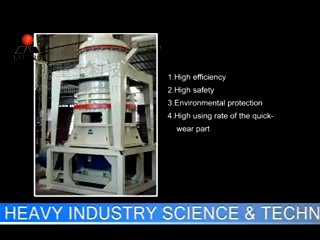 1.High efficiency
2.High safety
3.Environmental protection
4.High using rate of the quick-
wear part
HEAVY INDUSTRY SCIENCE & TECHN